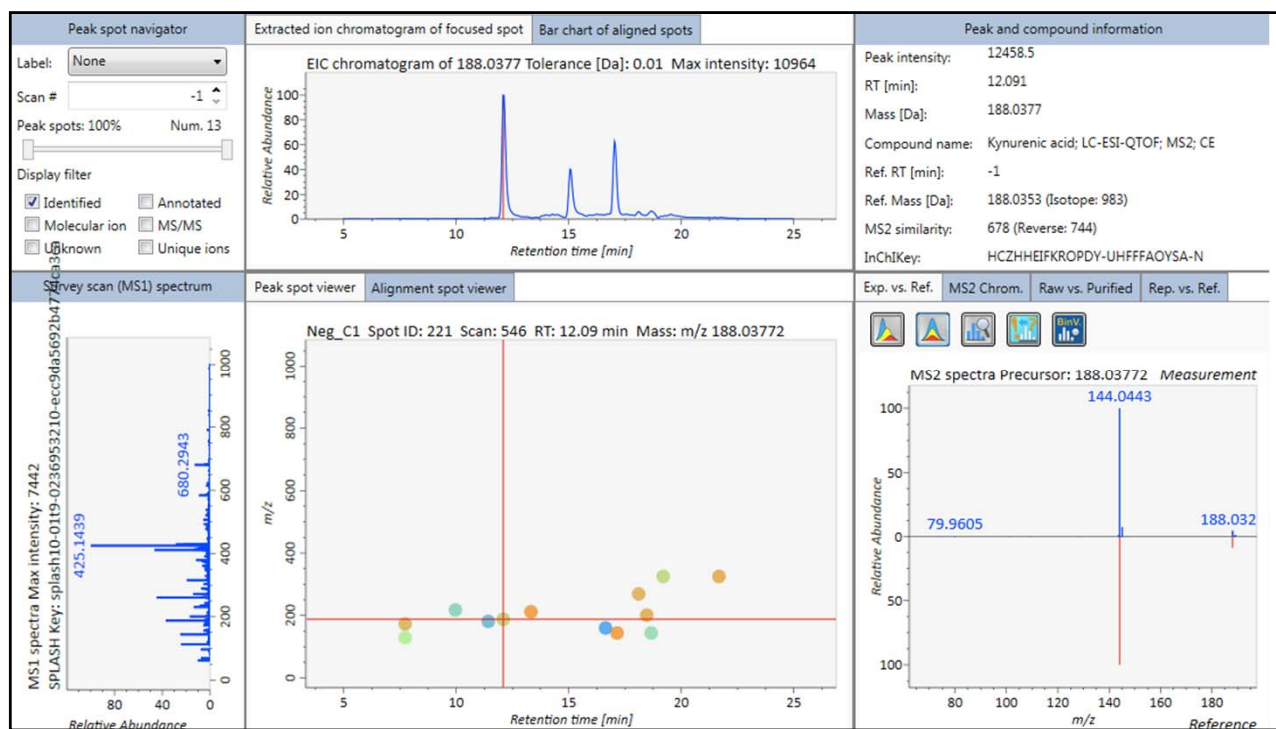 Peak spot navigator
Label: None
Scan # -1
Peak spots: 100% Num. 13
Display filter
Identified Annotated
Molecular ion MS/MS
Unknown Unique ions
Extracted ion chromatogram of focused spot Bar chart of aligned spots
EIC chromatogram of 188.0377 Tolerance [Da]: 0.01 Max intensity: 10964
Relative Abundance
100
80
60
40
20
0
5 10 15 20 25
Retention time [min]
Peak and compound information
Peak intensity: 12458.5
RT [min]: 12.091
Mass [Da]: 188.0377
Compound name: Kynurenic acid; LC-ESI-QTOF; MS2; CE
Ref. RT [min]: -1
Ref. Mass [Da]: 188.0353 (Isotope: 983)
MS2 similarity: 678 (Reverse: 744)
InChIKey: HCZHHEIFKROPDY-UHFFFAOYSA-N
Survey scan (MS1) spectrum
MS1 spectra Max intensity: 7442
425.1439
680.2943
1000
800
600
400
200
0
80 40 0
Relative Abundance
Peak spot viewer Alignment spot viewer
Neg_C1 Spot ID: 221 Scan: 546 RT: 12.09 min Mass: m/z 188.03772
m/z
1000
800
600
400
200
0
5 10 15 20 25
Retention time [min]
Exp. vs. Ref. MS2 Chrom. Raw vs. Purified Rep. vs. Ref.
BinV.
MS2 spectra Precursor: 188.03772 Measurement
144.0443
79.9605
188.032
Relative Abundance
100
50
0
50
100
80 100 120 140 160 180
m/z
Reference